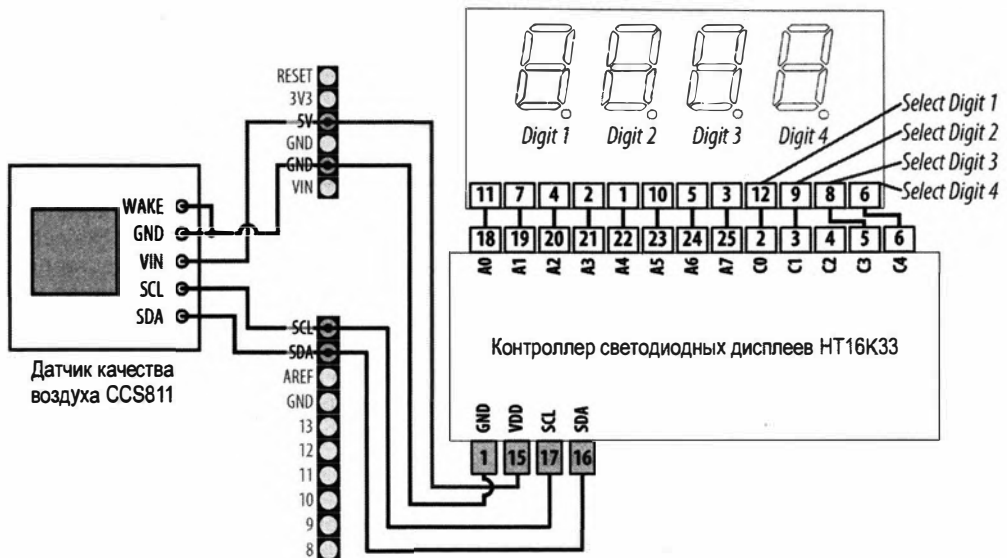 Digit 1 Digit 2 Digit 3 Digit 4
Select Digit 1
Select Digit 2
Select Digit 3
Select Digit 4
11 7 4 2 1 10 5 3 12 9 8 6
18 19 20 21 22 23 24 25 2 3 4 5 6
A0 A1 A2 A3 A4 A5 A6 A7 C0 C1 C2 C3 C4
Контроллер светодиодных дисплеев HT16K33
GND VDD SCL SDA
1 15 17 16
RESET
3V3
5V
GND
GND
VIN
WAKE
GND
VIN
SCL
SDA
Датчик качества
воздуха CCS811
SCL
SDA
AREF
GND
13
12
11
10
9
8